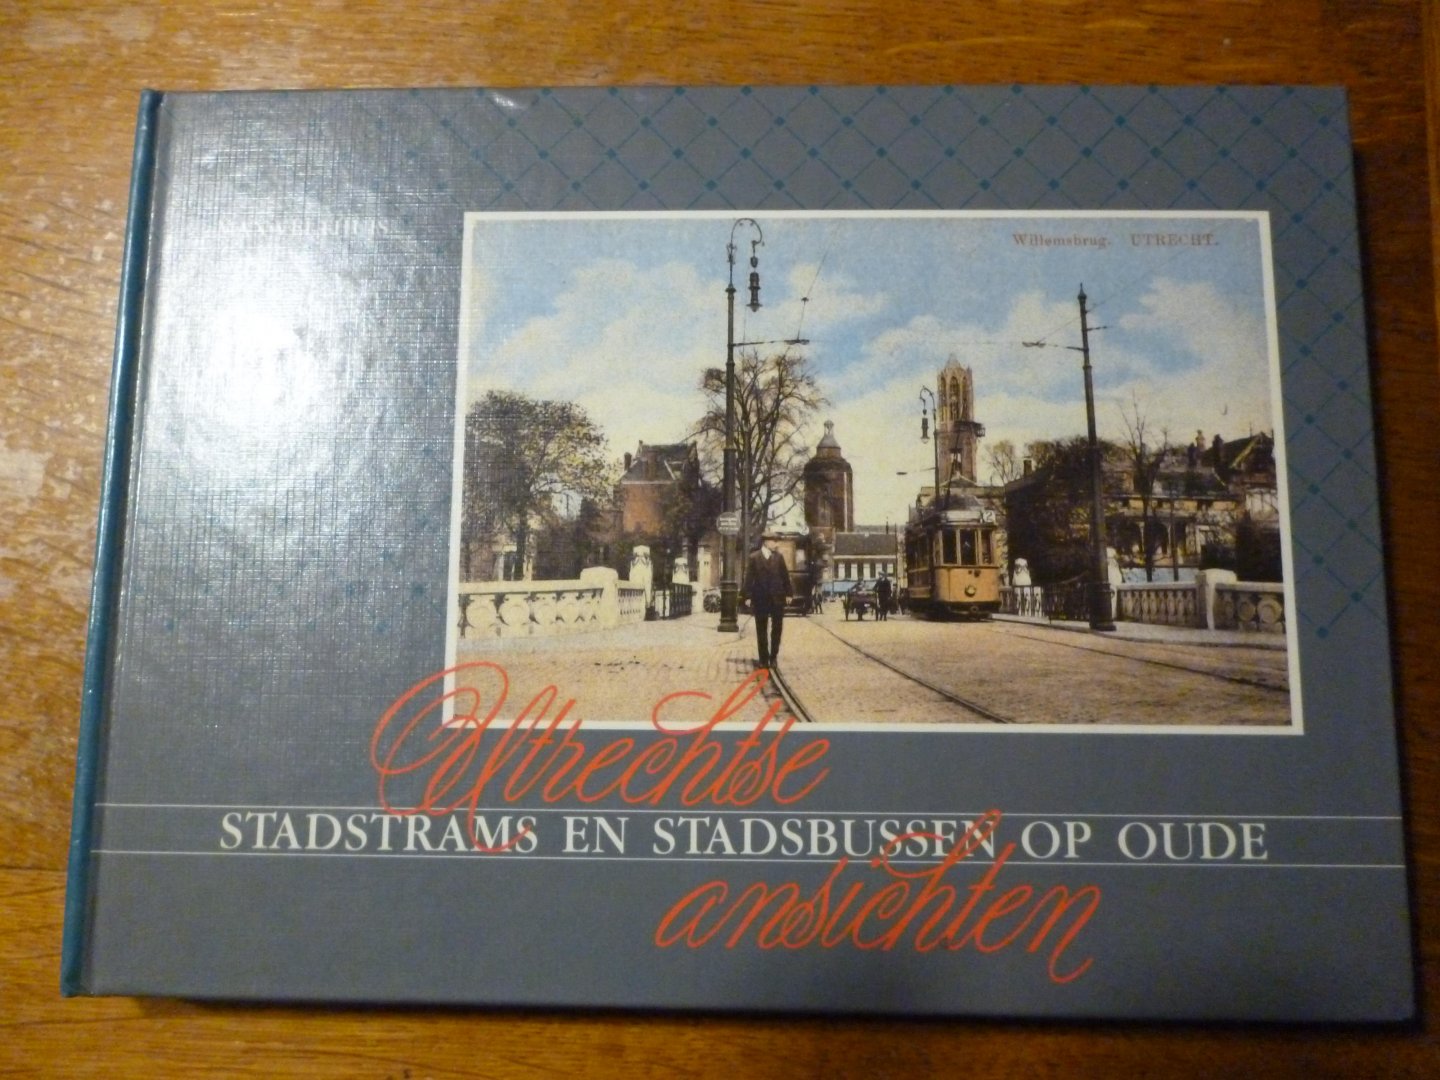 Willemsbrug. UTRECHT.
Utrechtse
STADSTRAMS EN STADSBUSSEN OP OUDE
ansichten